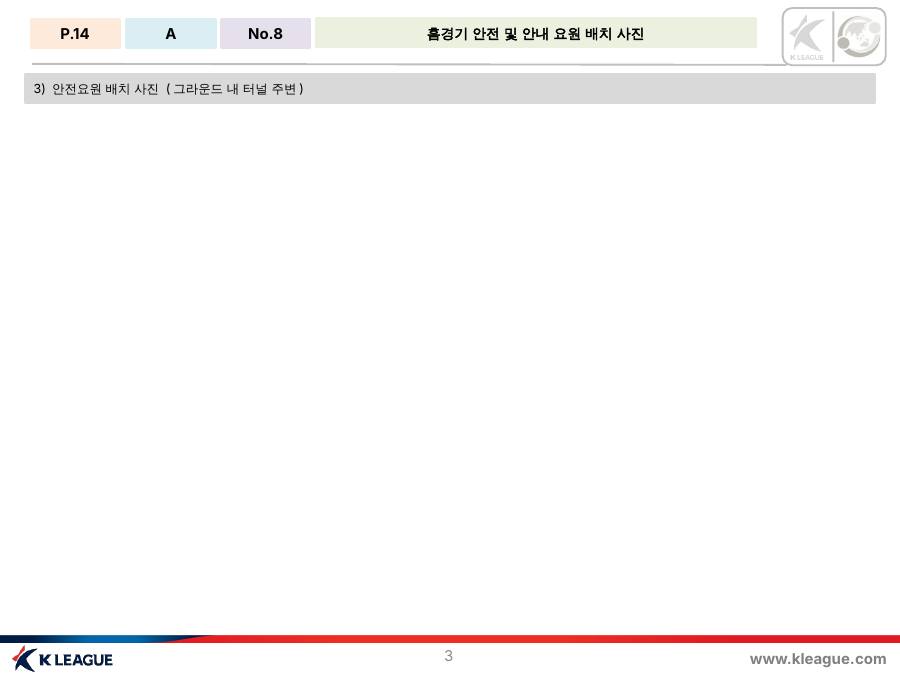 P.14
A
No.8
홈경기 안전 및 안내 요원 배치 사진
K LEAGUE
3) 안전요원 배치 사진 ( 그라운드 내 터널 주변 )
K LEAGUE
3
www.kleague.com